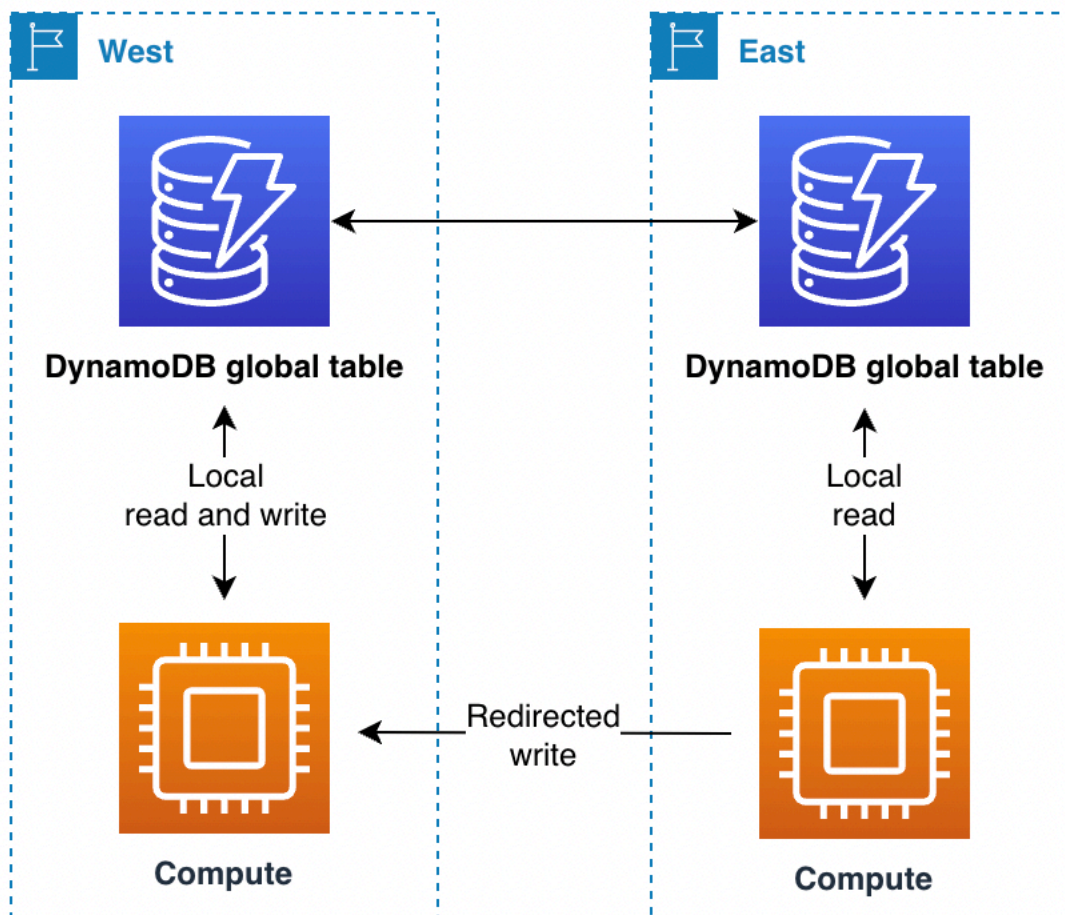 West
East
DynamoDB global table
DynamoDB global table
Local
read and write
Local
read
Redirected
write
Compute
Compute